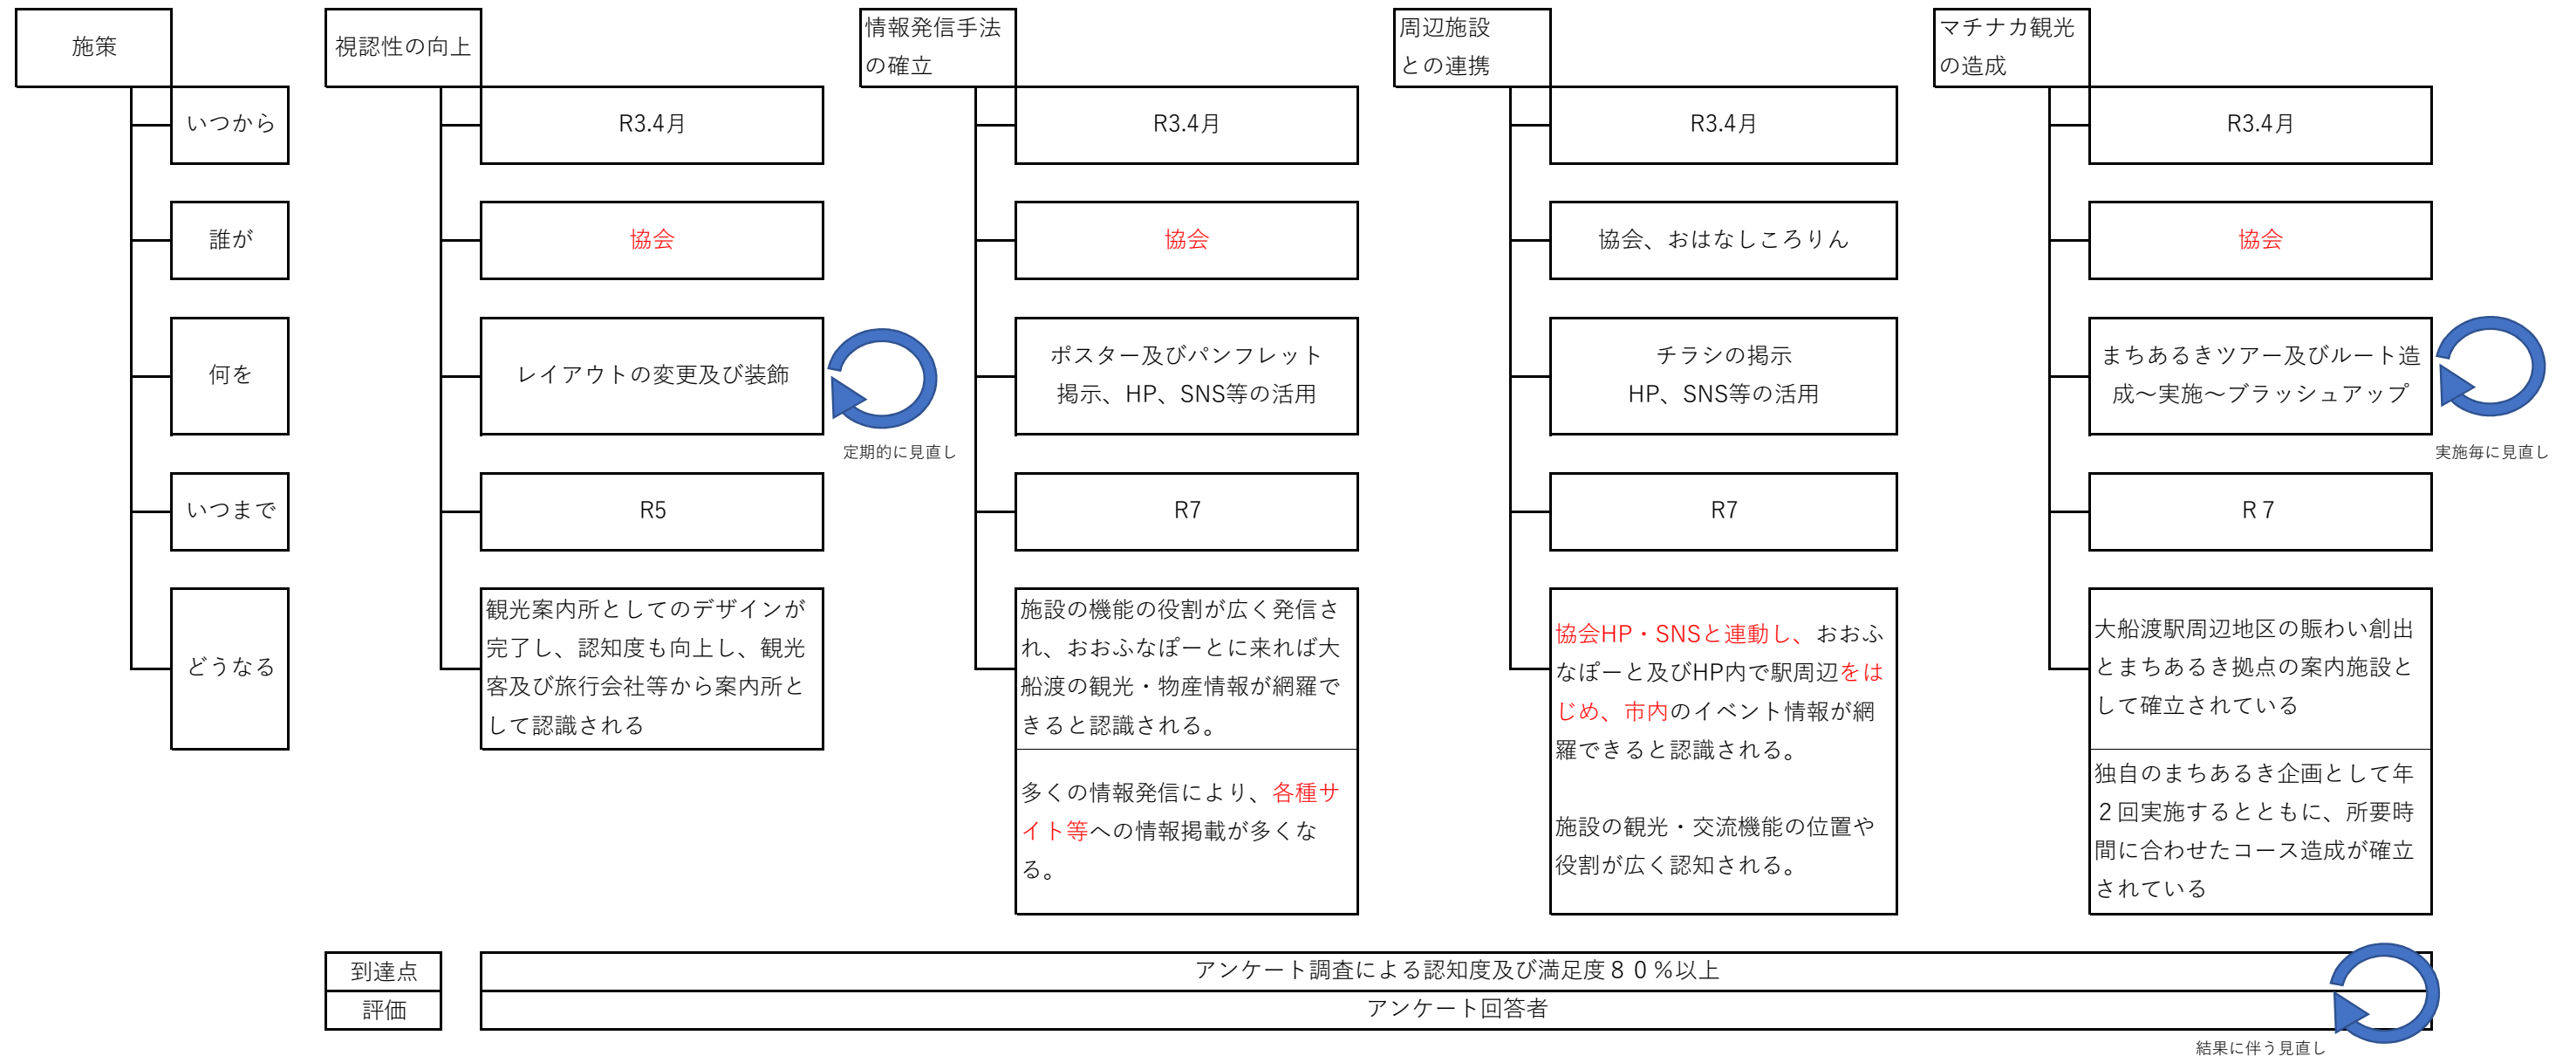 施策
いつから
誰が
何を
いつまで
どうなる
視認性の向上
R3.4月
協会
レイアウトの変更及び装飾
定期的に見直し
R5
観光案内所としてのデザインが
完了し、認知度も向上し、観光
客及び旅行会社等から案内所と
して認識される
情報発信手法
の確立
R3.4月
協会
ポスター及びパンフレット
掲示、HP、SNS等の活用
R7
施設の機能の役割が広く発信さ
れ、おおふなぽーとに来れば大
船渡の観光・物産情報が網羅で
きると認識される。
多くの情報発信により、各種サ
イト等への情報掲載が多くな
る。
周辺施設
との連携
R3.4月
協会、おはなしころりん
チラシの掲示
HP、SNS等の活用
R7
協会HP・SNSと連動し、おおふ
なぽーと及びHP内で駅周辺をは
じめ、市内のイベント情報が網
羅できると認識される。
施設の観光・交流機能の位置や
役割が広く認知される。
マチナカ観光
の造成
R3.4月
協会
まちあるきツアー及びルート造
成～実施～ブラッシュアップ
実施毎に見直し
R７
大船渡駅周辺地区の賑わい創出
とまちあるき拠点の案内施設と
して確立されている
独自のまちあるき企画として年
２回実施するとともに、所要時
間に合わせたコース造成が確立
されている
到達点
アンケート調査による認知度及び満足度８０％以上
評価
アンケート回答者
結果に伴う見直し